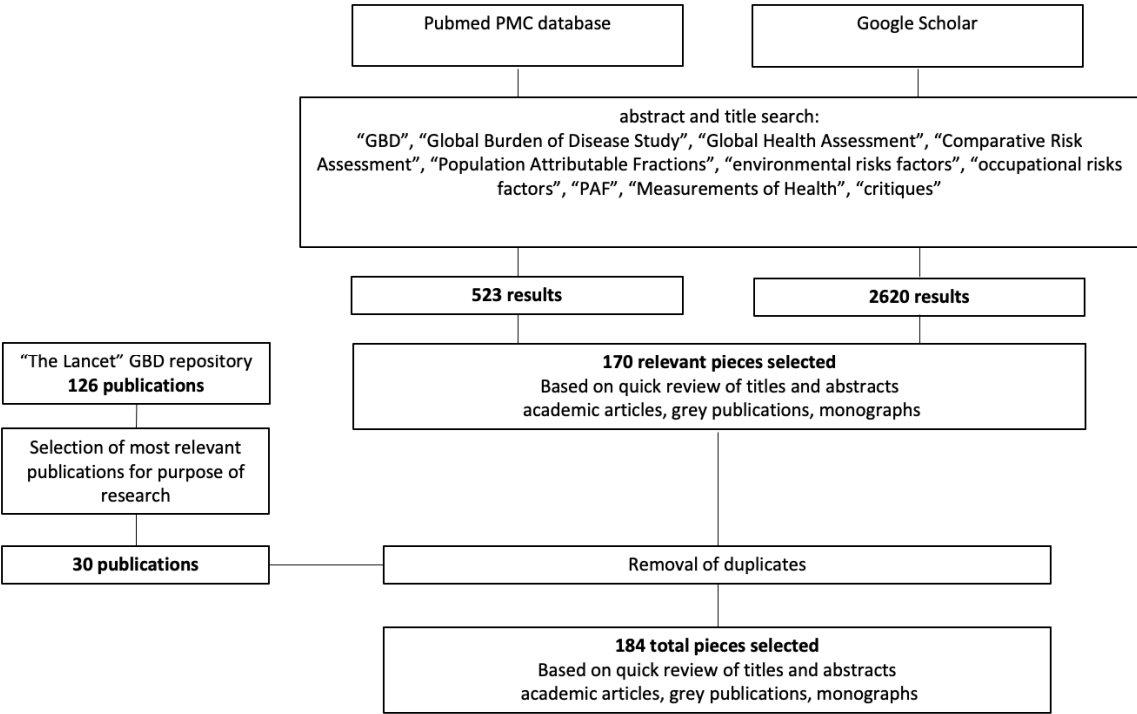 Pubmed PMC database
Google Scholar
abstract and title search:
“GBD”, “Global Burden of Disease Study”, “Global Health Assessment”, “Comparative Risk
Assessment”, “Population Attributable Fractions”, “environmental risks factors”, “occupational risks
factors”, “PAF”, “Measurements of Health”, “critiques”
523 results
2620 results
“The Lancet” GBD repository
126 publications
170 relevant pieces selected
Based on quick review of titles and abstracts
academic articles, grey publications, monographs
Selection of most relevant
publications for purpose of
research
30 publications
Removal of duplicates
184 total pieces selected
Based on quick review of titles and abstracts
academic articles, grey publications, monographs